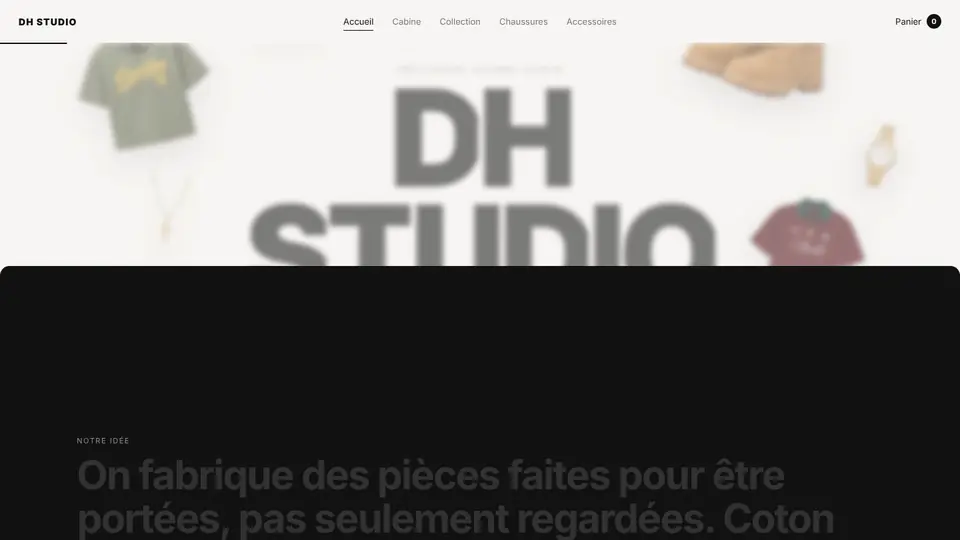 DH STUDIO
Accueil
Cabine
Collection
Chaussures
Accessoires
Panier 0
DH
STUDIO
NOTRE IDÉE
On fabrique des pièces faites pour être
portées, pas seulement regardées. Coton